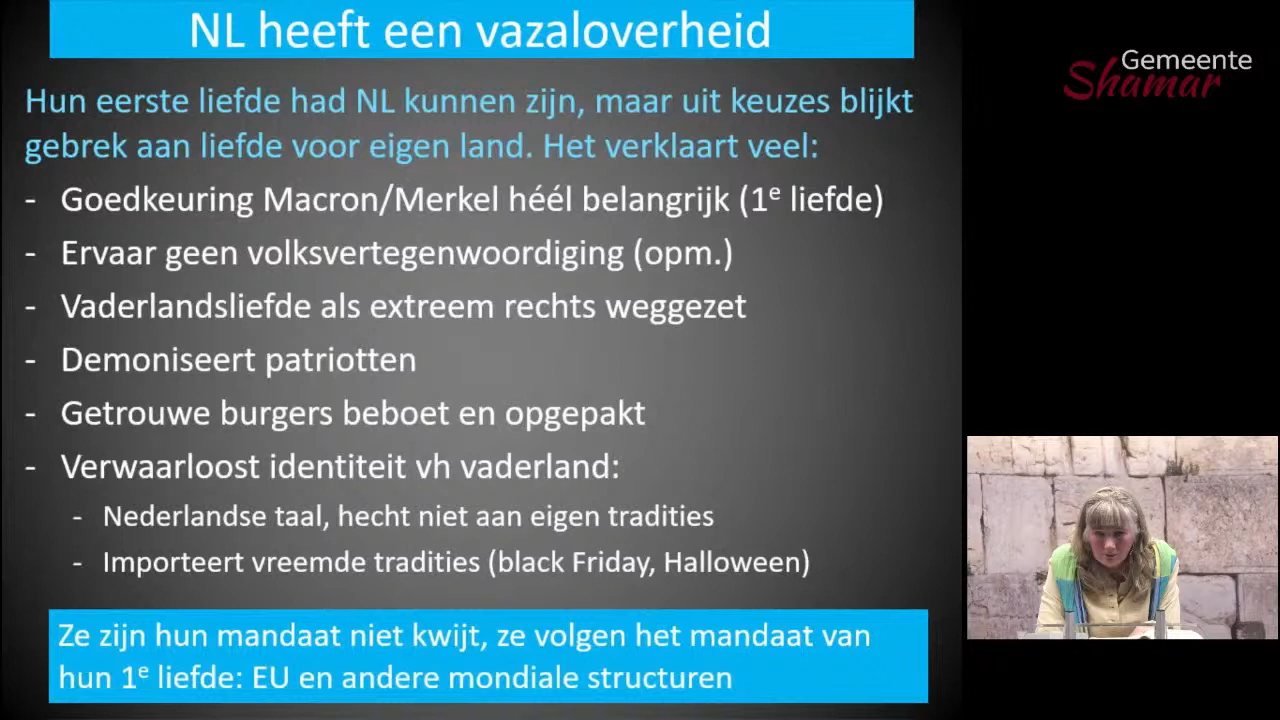 NL heeft een vazaloverheid
Hun eerste liefde had NL kunnen zijn, maar uit keuzes blijkt
gebrek aan liefde voor eigen land. Het verklaart veel:
- Goedkeuring Macron/Merkel héél belangrijk (1e liefde)
- Ervaar geen volksvertegenwoordiging (opm.)
- Vaderlandsliefde als extreem rechts weggezet
- Demoniseert patriotten
- Getrouwe burgers beboet en opgepakt
- Verwaarloost identiteit vh vaderland:
- Nederlandse taal, hecht niet aan eigen tradities
- Importeert vreemde tradities (black Friday, Halloween)
Ze zijn hun mandaat niet kwijt, ze volgen het mandaat van
hun 1e liefde: EU en andere mondiale structuren
Gemeente
Shamar